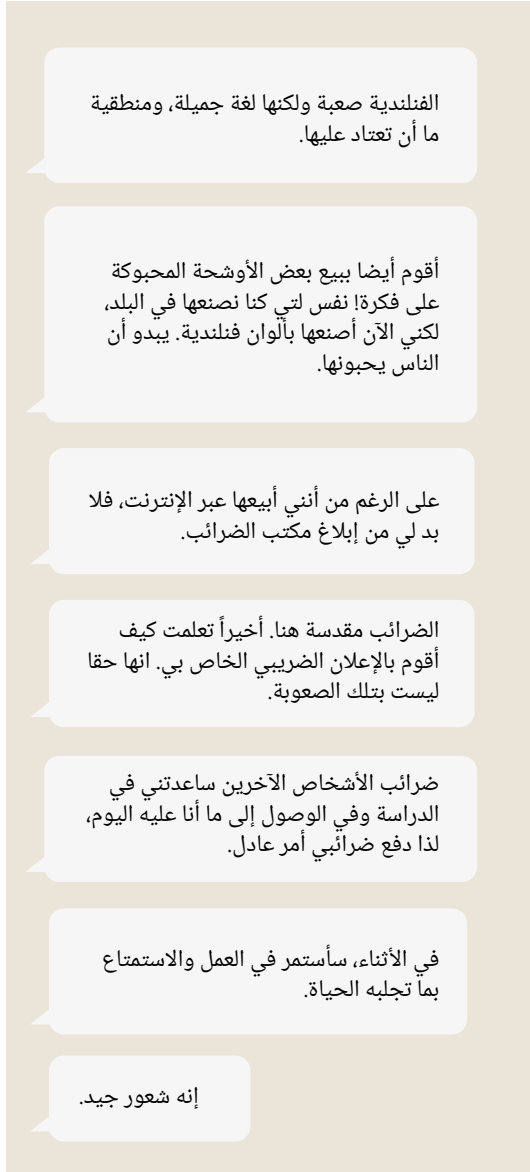 الفنلندية صعبة ولكنها لغة جميلة، ومنطقية
ما أن تعتاد عليها.
أقوم أيضا ببيع بعض الأوشحة المحبوكة
على فكرة! نفس لتي كنا نصنعها في البلد،
لكني الآن أصنعها بألوان فنلندية. يبدو أن
الناس يحبونها.
على الرغم من أنني أبيعها عبر الإنترنت، فلا
بد لي من إبلاغ مكتب الضرائب.
الضرائب مقدسة هنا. أخيراً تعلمت كيف
أقوم بالإعلان الضريبي الخاص بي. انها حقا
ليست بتلك الصعوبة.
ضرائب الأشخاص الآخرين ساعدتني في
الدراسة وفي الوصول إلى ما أنا عليه اليوم،
لذا دفع ضرائبي أمر عادل.
في الأثناء، سأستمر في العمل والاستمتاع
بما تجلبه الحياة.
إنه شعور جيد.